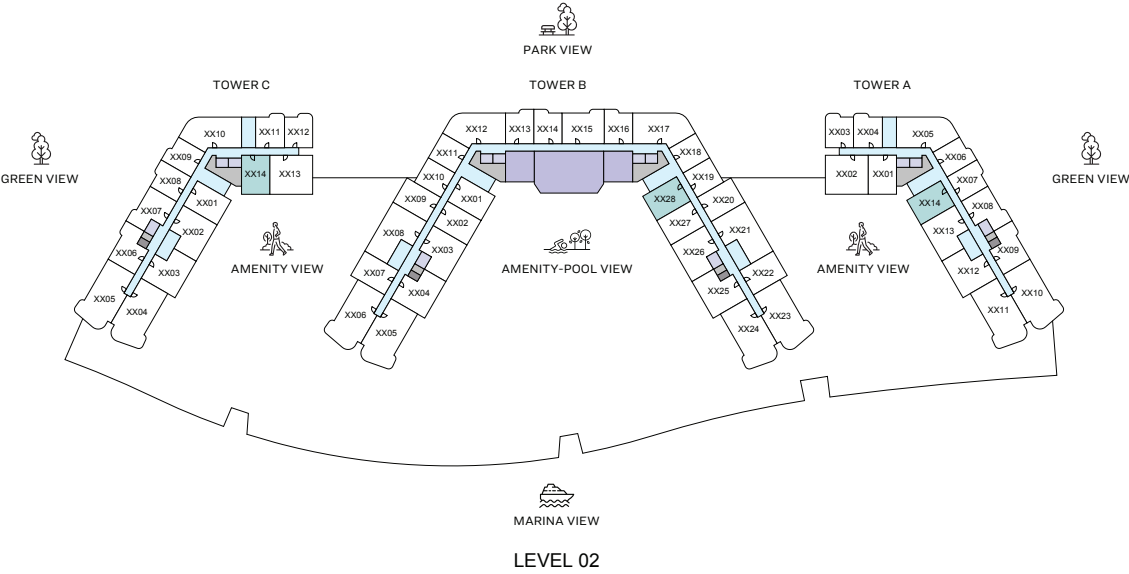 PARK VIEW
TOWER C
TOWER B
TOWER A
GREEN VIEW
GREEN VIEW
XX10
XX11
XX12
XX09
XX08
XX14
XX13
XX07
XX01
XX06
XX02
XX05
XX03
XX04
AMENITY VIEW
XX12
XX13
XX14
XX15
XX16
XX17
XX11
XX18
XX10
XX19
XX09
XX01
XX28
XX20
XX08
XX02
XX27
XX21
XX07
XX03
XX26
XX22
XX06
XX04
XX25
XX23
XX05
XX24
AMENITY-POOL VIEW
XX03
XX04
XX05
XX02
XX01
XX06
XX07
XX14
XX08
XX13
XX09
XX12
XX10
XX11
AMENITY VIEW
MARINA VIEW
LEVEL 02